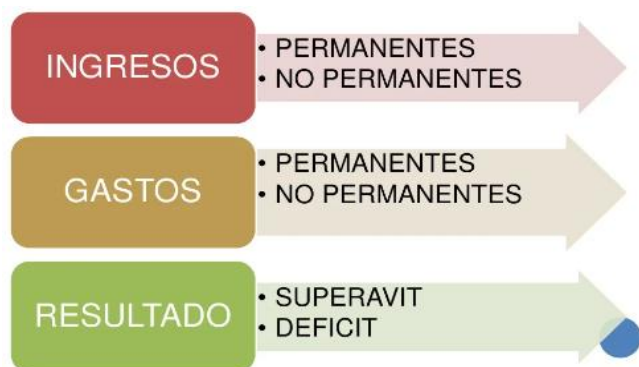 INGRESOS
• PERMANENTES
• NO PERMANENTES
GASTOS
• PERMANENTES
• NO PERMANENTES
RESULTADO
• SUPERAVIT
• DEFICIT